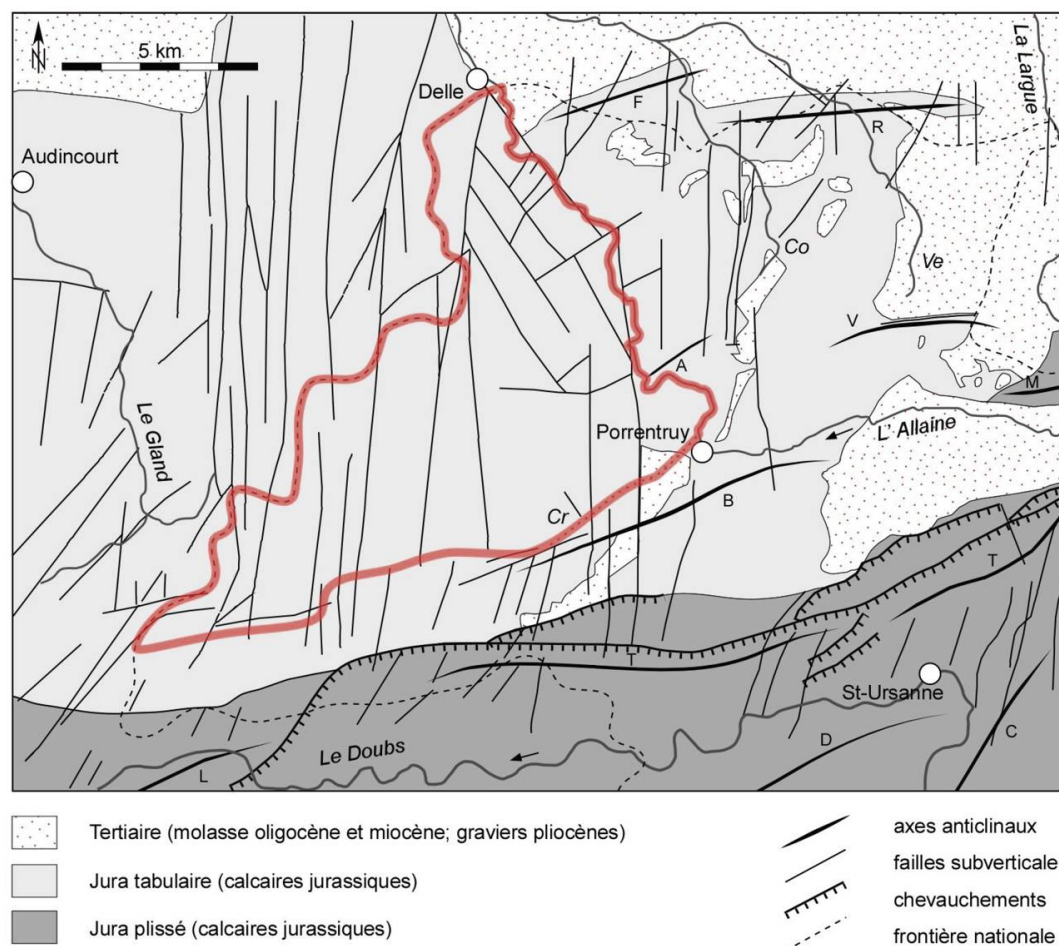 N
5 km
La Largue
Delle
F
R
Audincourt
Co
Ve
V
A
M
Le Gland
Porrentruy
L' Allaine
B
Cr
T
T
St-Ursanne
Le Doubs
D
C
L
Tertiaire (molasse oligocène et miocène; graviers pliocènes)
Jura tabulaire (calcaires jurassiques)
Jura plissé (calcaires jurassiques)
axes anticlinaux
failles subverticale
chevauchements
frontière nationale